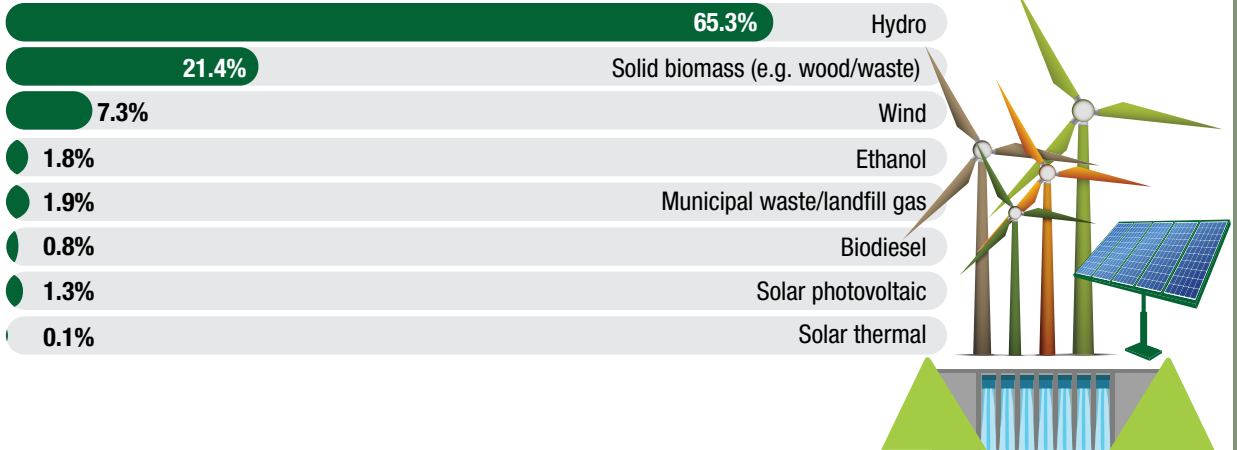 65.3% Hydro
21.4% Solid biomass (e.g. wood/waste)
7.3% Wind
1.8% Ethanol
1.9% Municipal waste/landfill gas
0.8% Biodiesel
1.3% Solar photovoltaic
0.1% Solar thermal